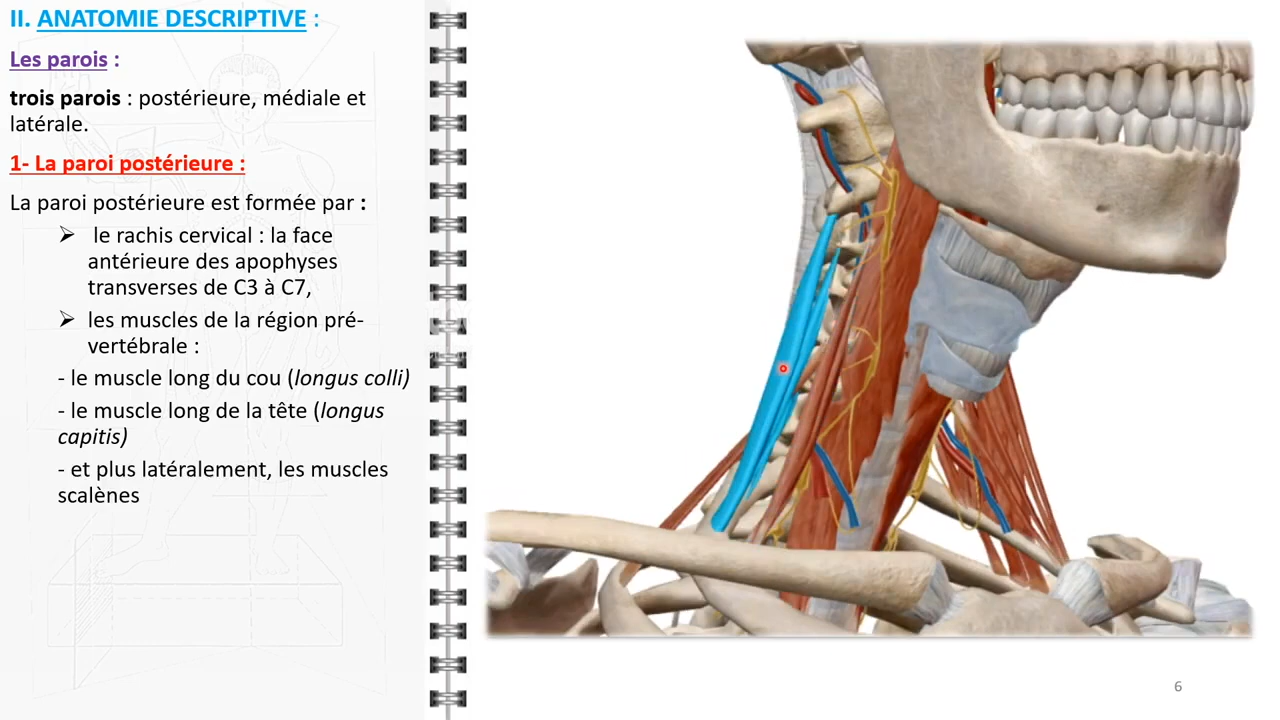 II. ANATOMIE DESCRIPTIVE :
Les parois :
trois parois : postérieure, médiale et
latérale.
1- La paroi postérieure :
La paroi postérieure est formée par :
➢ le rachis cervical : la face
antérieure des apophyses
transverses de C3 à C7,
➢ les muscles de la région pré-
vertébrale :
- le muscle long du cou (longus colli)
- le muscle long de la tête (longus
capitis)
- et plus latéralement, les muscles
scalènes
6